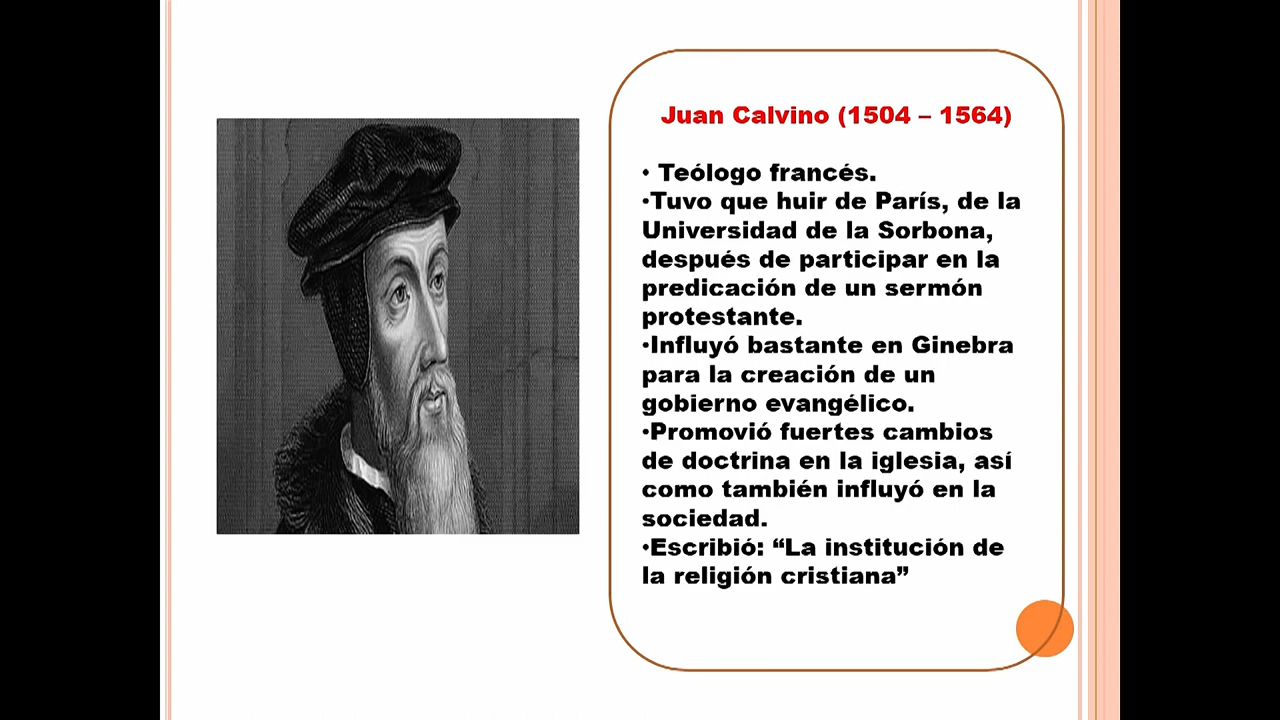 Juan Calvino (1504 – 1564)
• Teólogo francés.
•Tuvo que huir de París, de la
Universidad de la Sorbona,
después de participar en la
predicación de un sermón
protestante.
•Influyó bastante en Ginebra
para la creación de un
gobierno evangélico.
•Promovió fuertes cambios
de doctrina en la iglesia, así
como también influyó en la
sociedad.
•Escribió: “La institución de
la religión cristiana”